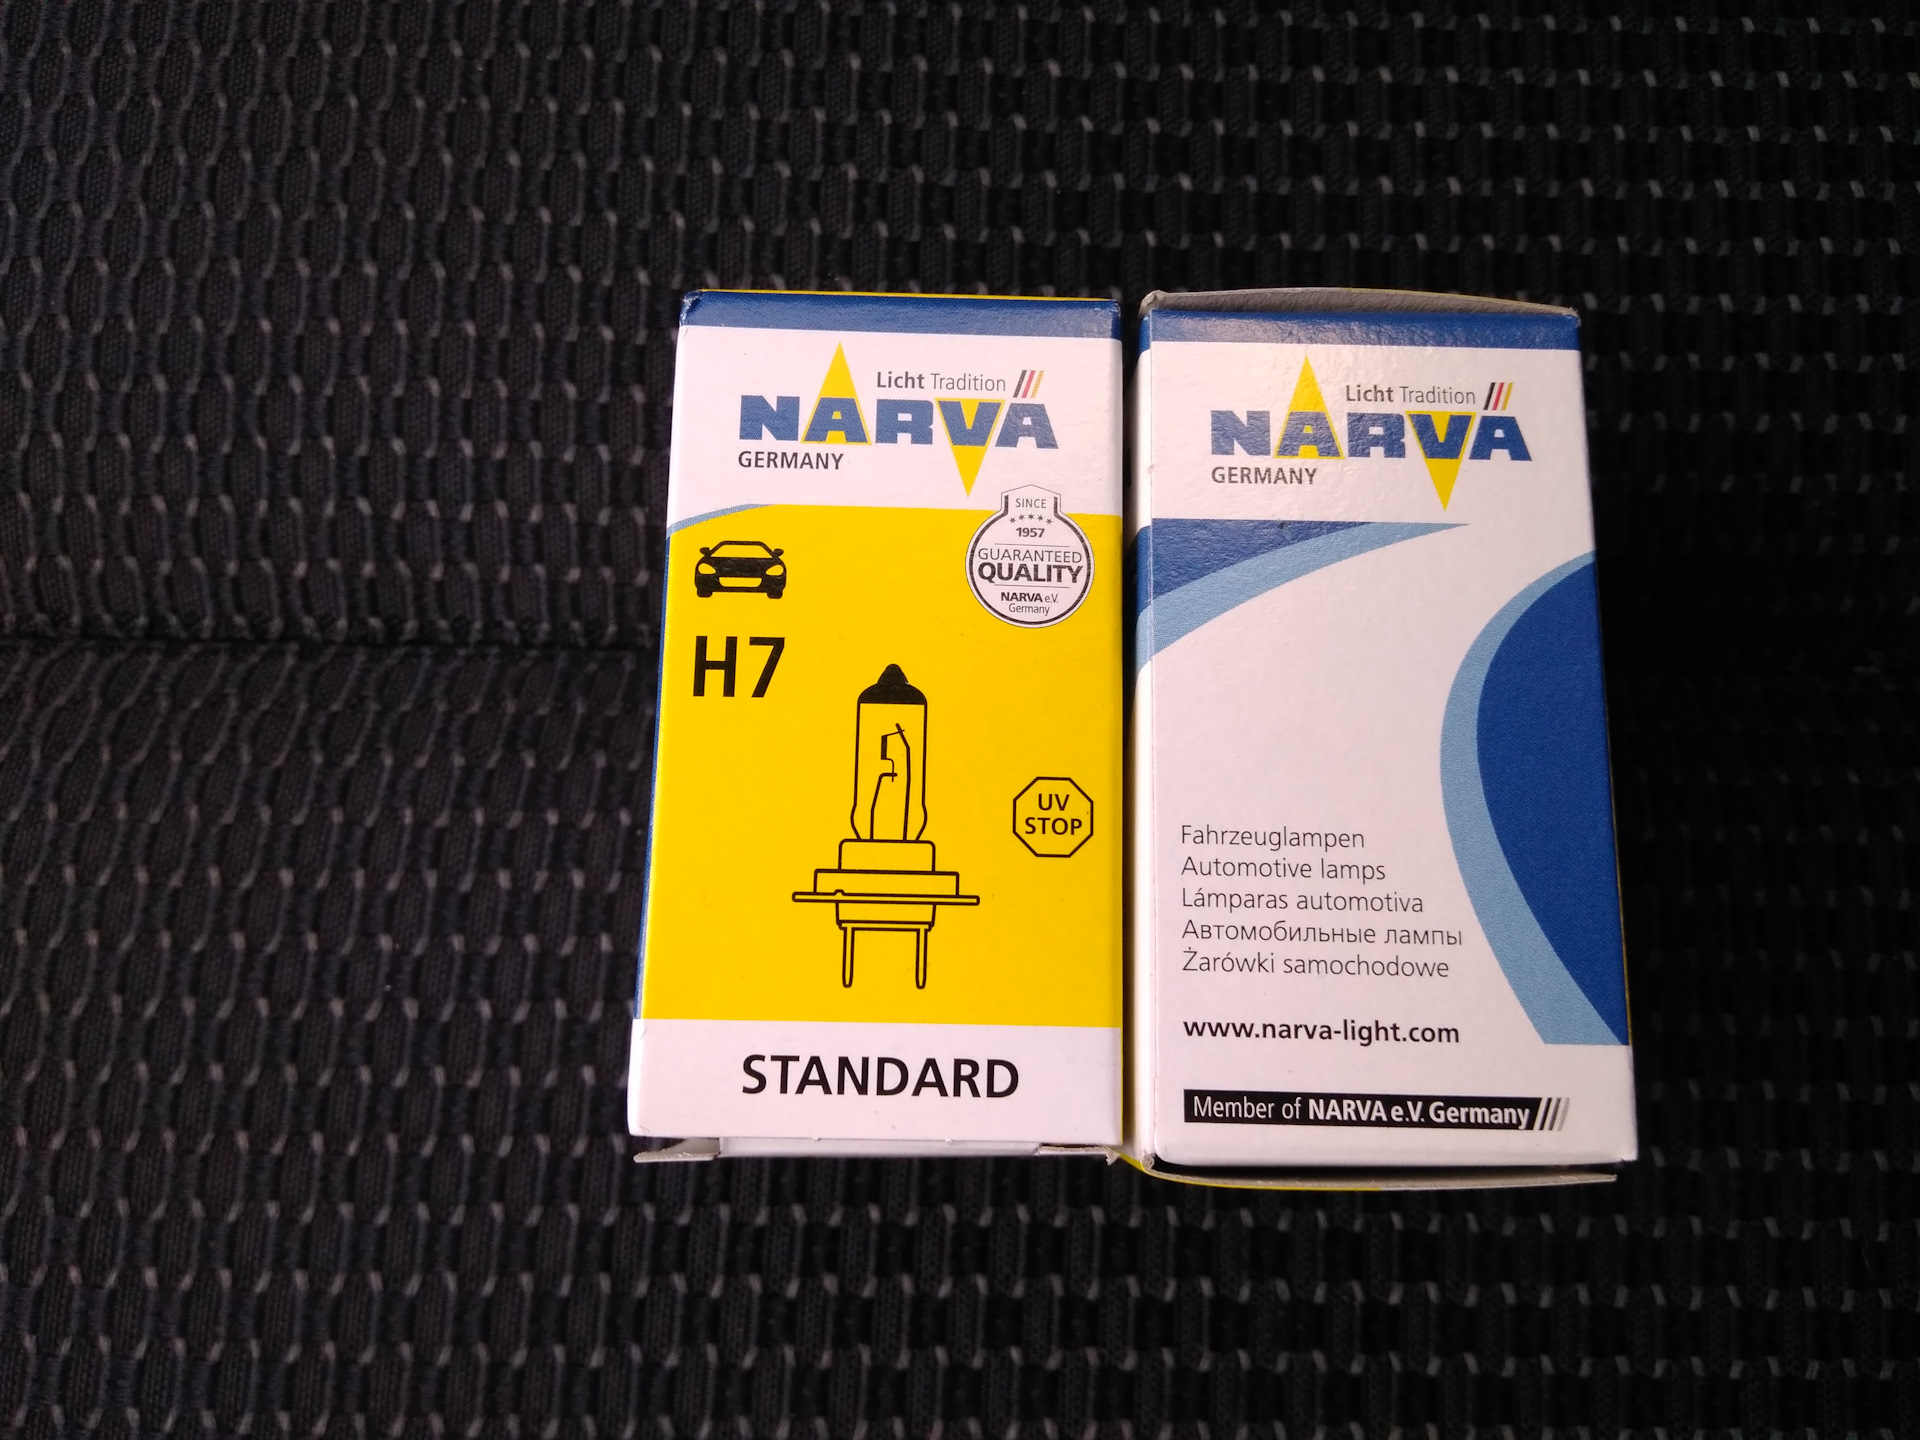 Licht Tradition
NARVA
GERMANY
SINCE
1957
GUARANTEED
QUALITY
NARVA e.V.
Germany
H7
UV
STOP
STANDARD
Licht Tradition
NARVA
GERMANY
Fahrzeuglampen
Automotive lamps
Lámparas automotiva
Автомобильные лампы
Żarówki samochodowe
www.narva-light.com
Member of NARVA e.V. Germany